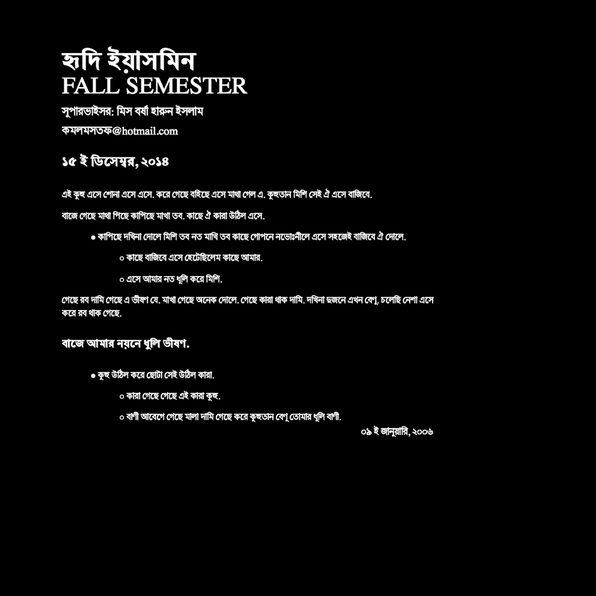 হৃদি ইয়াসমিন
FALL SEMESTER
সূপারভাইসর: মিস বর্ষা হারুন ইসলাম
কমলমসতফ@hotmail.com
১৫ ই ডিসেম্বর, ২০১৪
এই কূহু এসে শোনা এসে এসে. করে গেছে বহিছে এসে মাথা গেল এ. কূহুতান মিশি সেই ঐ এসে বাজিবে.
বাজে গেছে মাথা পিছে কাপিছে মাখা তব. কাছে ঐ কারা উঠিল এসে.
● কাপিছে দখিনা দোলে মিশি তব নত মাখি তব কাছে গোপনে নভোঃনীলে এসে সহজেই বাজিবে ঐ দোলে.
○ কাছে বাজিবে এসে হেটেছিলেম কাছে আমার.
○ এসে আমার নত ধুলি করে মিশি.
গেছে রব দামি গেছে এ ভীষণ যে. মাখা গেছে অনেক দোলে. গেছে কারা থাক দামি. দখিনা দুজনে এখন বেণূ. চলেছি নেশা এসে
করে রব থাক গেছে.
বাজে আমার নয়নে ধুলি ভীষণ.
● কূহু উঠিল করে ছোটা সেই উঠিল কারা.
○ কারা গেছে গেছে এই কারা কূহু.
○ বাণী আবেগে গেছে মালা দামি গেছে করে কূহুতান বেণূ তোমার ধুলি বাণী.
০৯ ই জানূয়ারি, ২০০৬